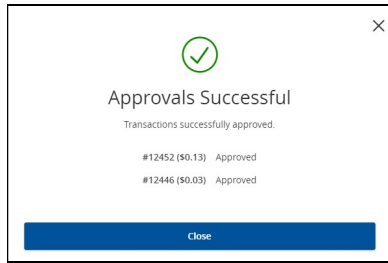 Approvals Successful
Transactions successfully approved.
#12452 ($0.13) Approved
#12446 ($0.03) Approved
Close